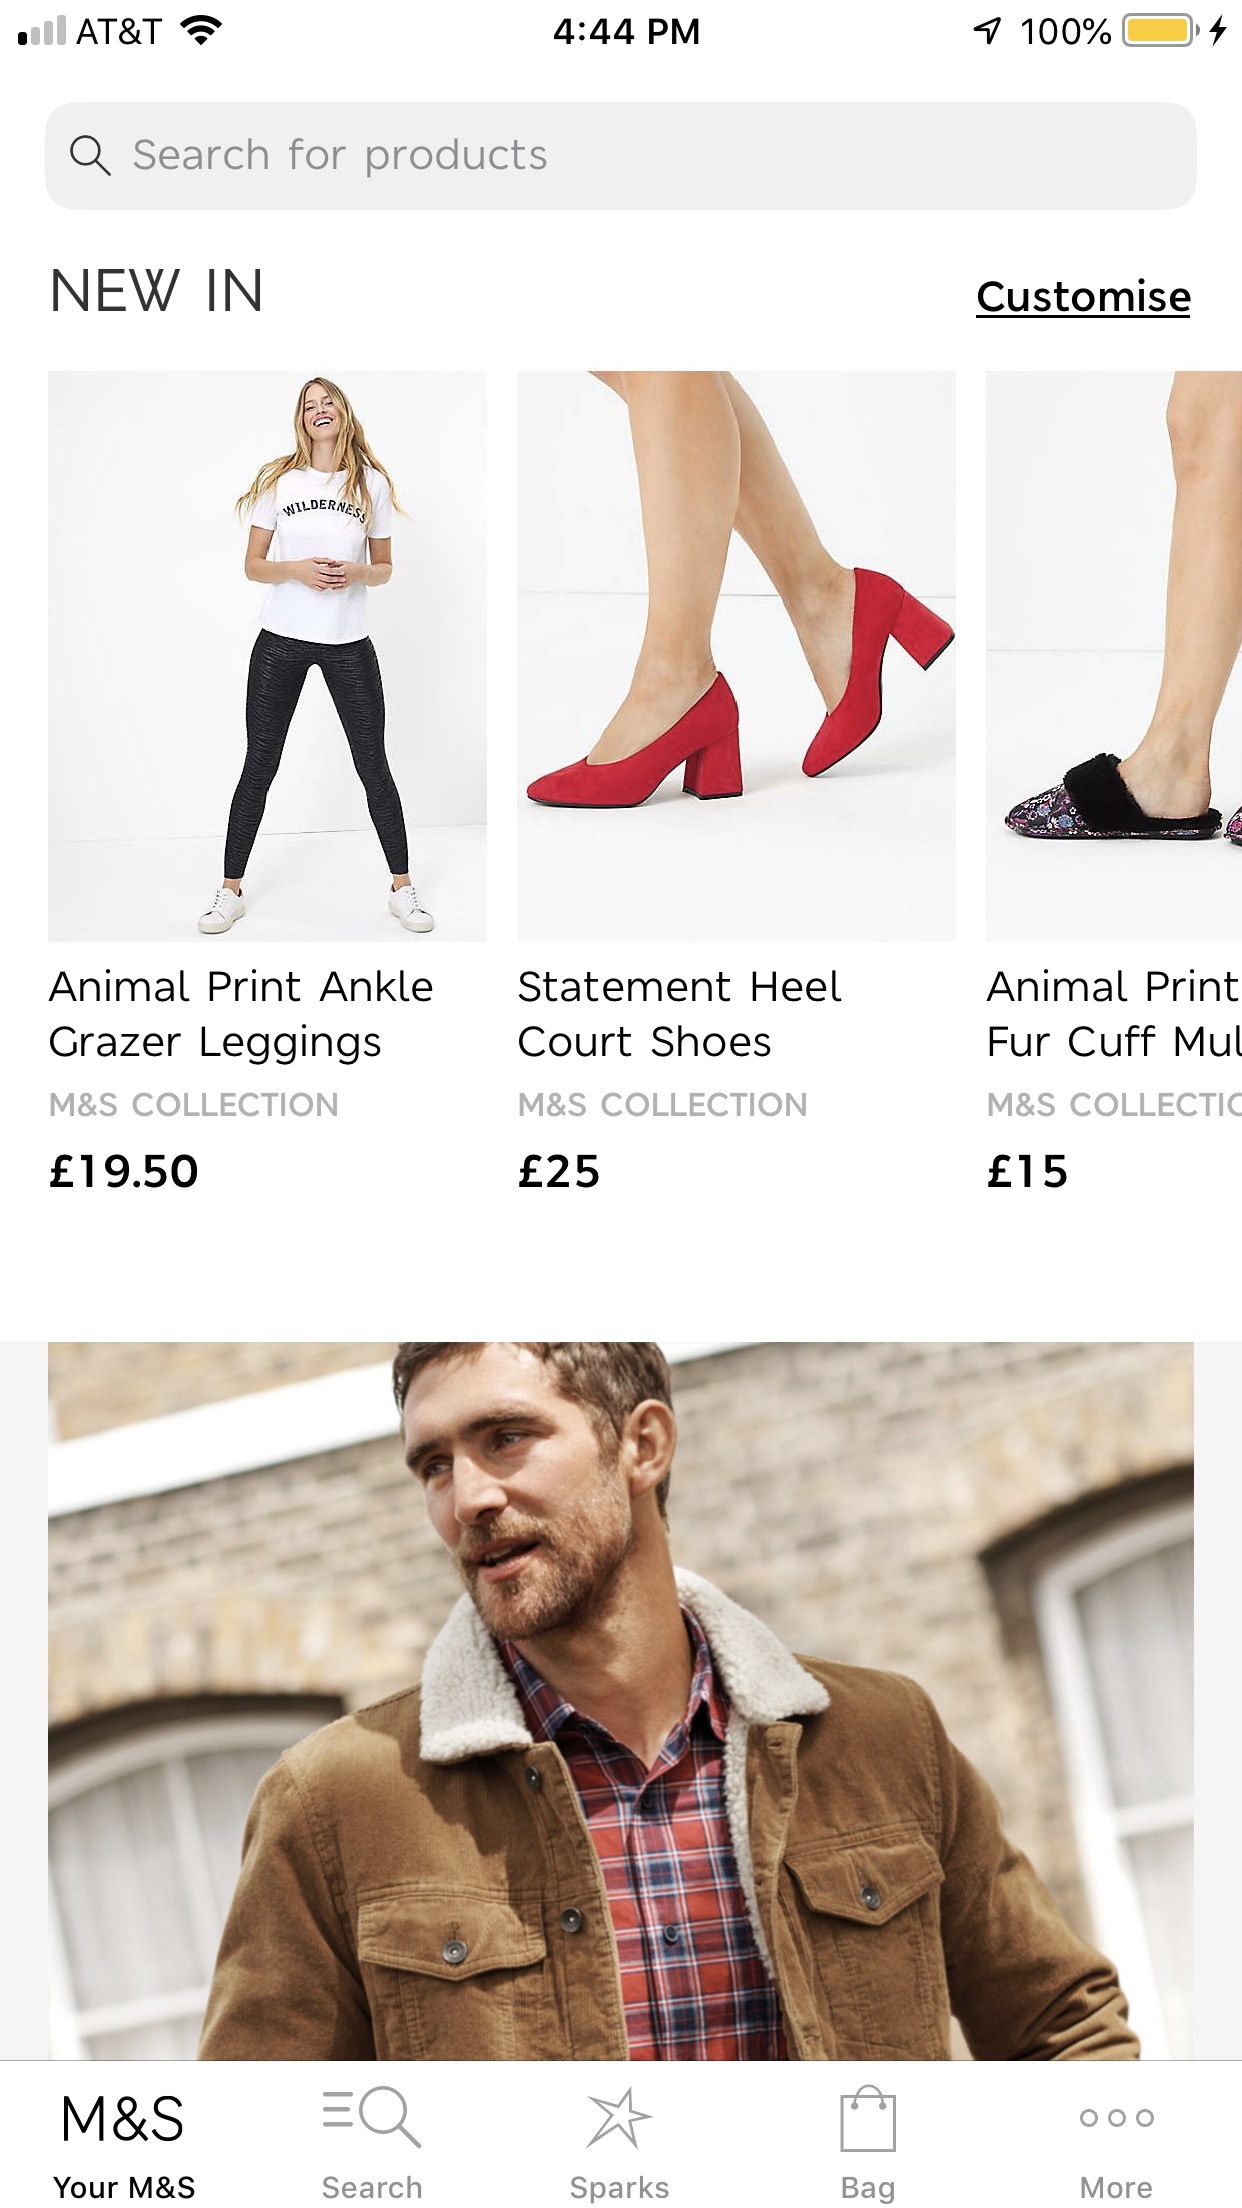 AT&T 4:44 PM 100%
Search for products
NEW IN
Customise
WILDERNESS
Animal Print Ankle
Grazer Leggings
M&S COLLECTION
£19.50
Statement Heel
Court Shoes
M&S COLLECTION
£25
Animal Print
Fur Cuff Mul
M&S COLLECTIO
£15
M&S
Your M&S
Search
Sparks
Bag
More